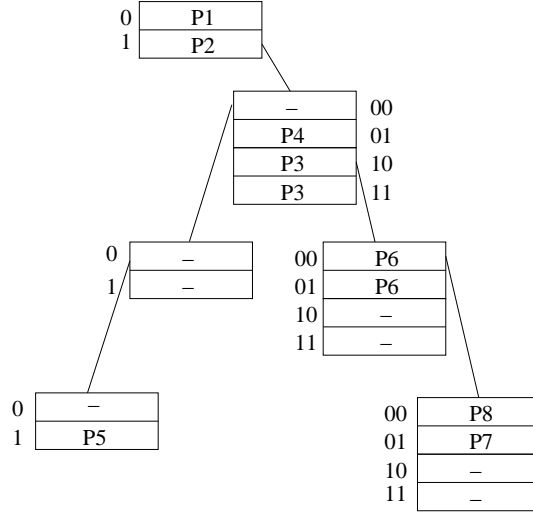 0 P1
1 P2
– 00
P4 01
P3 10
P3 11
0 –
1 –
00 P6
01 P6
10 –
11 –
0 –
1 P5
00 P8
01 P7
10 –
11 –